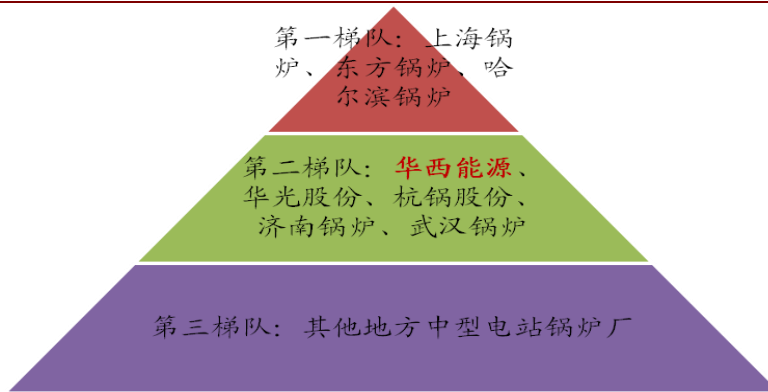 第一梯队：上海锅
炉、东方锅炉、哈
尔滨锅炉
第二梯队：华西能源、
华光股份、杭锅股份、
济南锅炉、武汉锅炉
第三梯队：其他地方中型电站锅炉厂